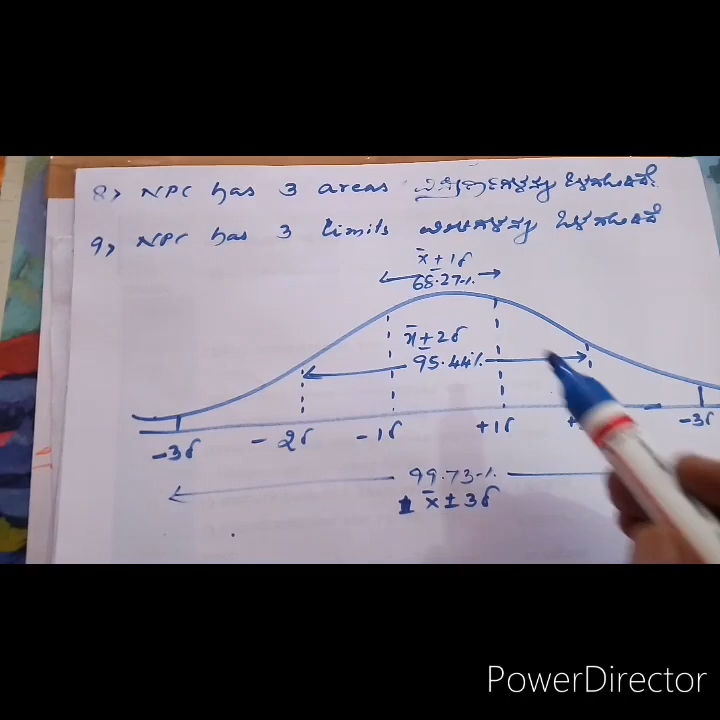 8, NPC has 3 areas
9, NPC has 3 limits
x̄ ± 1σ
68.27%
x̄ ± 2σ
95.44%
-3σ -2σ -1σ +1σ -3σ
99.73%
x̄ ± 3σ
PowerDirector